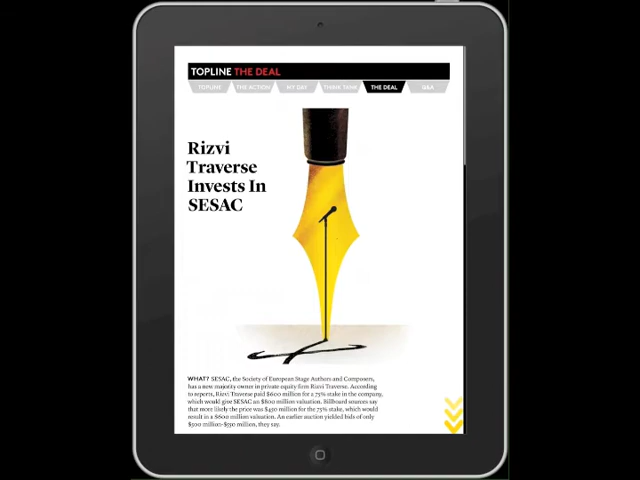 TOPLINE THE DEAL
TOPLINE THE ACTION MY DAY THINK TANK THE DEAL Q&A
Rizvi
Traverse
Invests In
SESAC
WHAT? SESAC, the Society of European Stage Authors and Composers,
has a new majority owner in private equity firm Rizvi Traverse. According
to reports, Rizvi Traverse paid $600 million for a 75% stake in the company,
which would give SESAC an $800 million valuation. Billboard sources say
that more likely the price was $450 million for the 75% stake, which would
result in a $600 million valuation. An earlier auction yielded bids of only
$500 million-$550 million, they say.